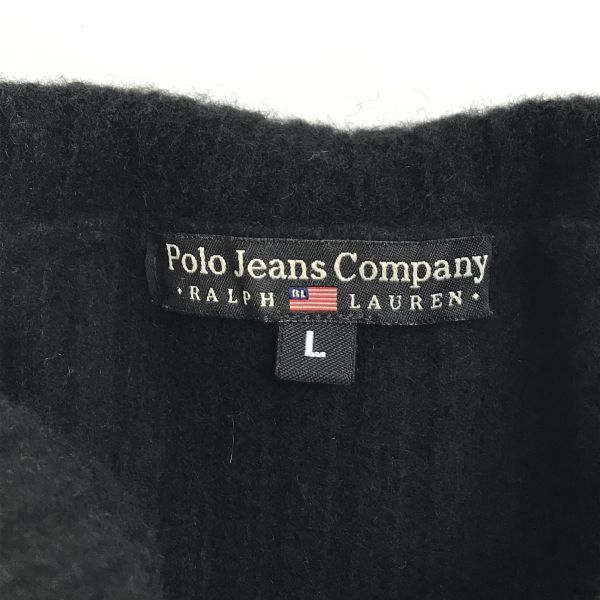 Polo Jeans Company
• RALPH RL LAUREN •
L